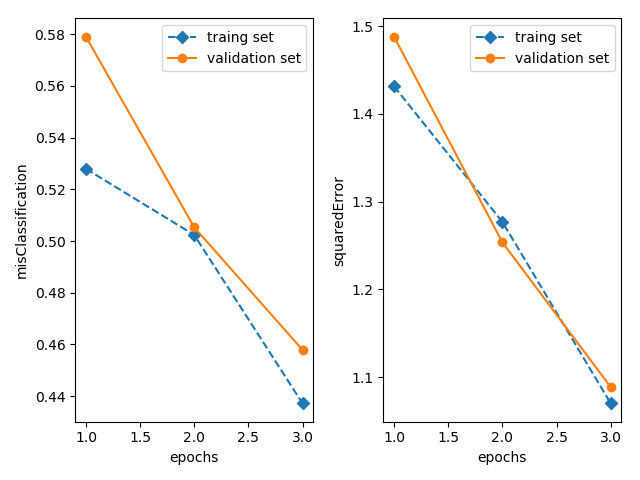 traing set
validation set
0.58
0.56
0.54
0.52
0.50
0.48
0.46
0.44
misClassification
1.0 1.5 2.0 2.5 3.0
epochs
traing set
validation set
1.5
1.4
1.3
1.2
1.1
squaredError
1.0 1.5 2.0 2.5 3.0
epochs